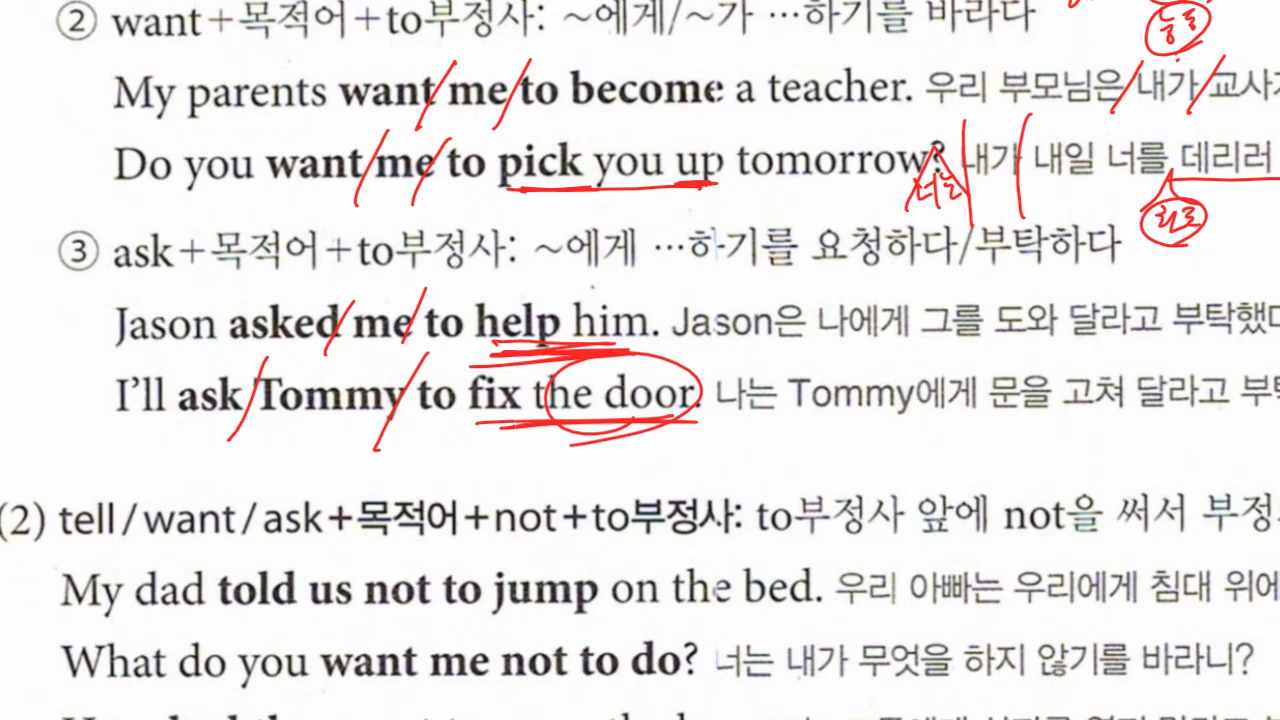 ② want+목적어+to부정사: ~에게/~가 …하기를 바라다
능동
My parents want me to become a teacher. 우리 부모님은 내가 교사가
Do you want me to pick you up tomorrow? 내가 내일 너를 데리러
너는
③ ask+목적어+to부정사: ~에게 …하기를 요청하다/부탁하다
Jason asked me to help him. Jason은 나에게 그를 도와 달라고 부탁했다
I'll ask Tommy to fix the door. 나는 Tommy에게 문을 고쳐 달라고 부탁
(2) tell/want/ask+목적어+not+to부정사: to부정사 앞에 not을 써서 부정
My dad told us not to jump on the bed. 우리 아빠는 우리에게 침대 위에
What do you want me not to do? 너는 내가 무엇을 하지 않기를 바라니?